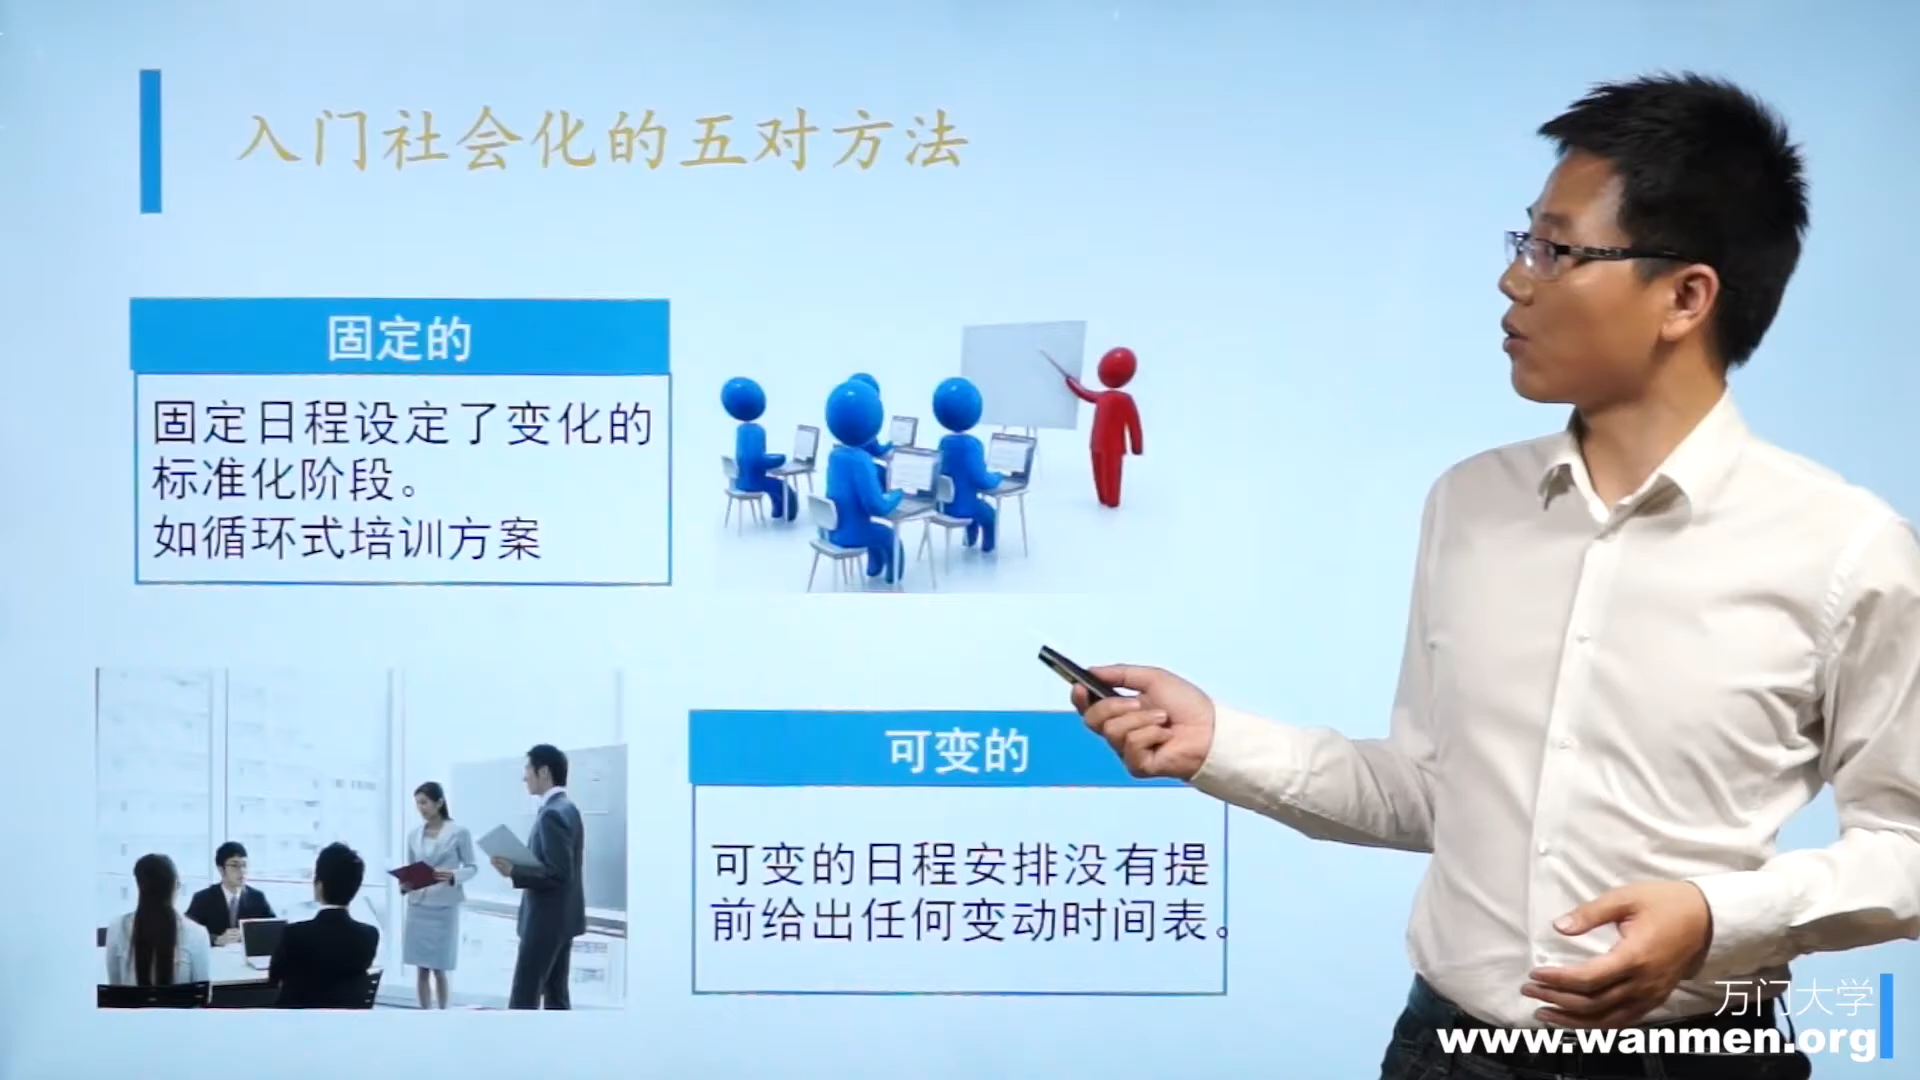 入门社会化的五对方法
固定的
固定日程设定了变化的
标准化阶段。
如循环式培训方案
可变的
可变的日程安排没有提
前给出任何变动时间表。
万门大学
www.wanmen.org